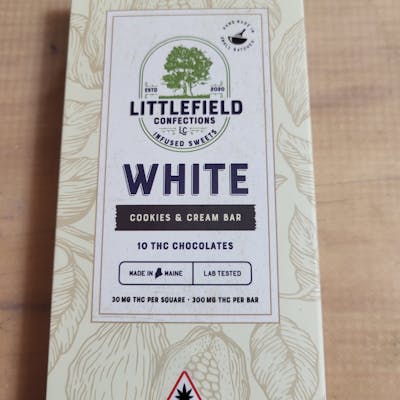 HAND MADE IN
SMALL BATCHES
ESTD 2020
LITTLEFIELD
CONFECTIONS
LC
INFUSED SWEETS
WHITE
COOKIES & CREAM BAR
10 THC CHOCOLATES
MADE IN MAINE LAB TESTED
30 MG THC PER SQUARE · 300 MG THC PER BAR